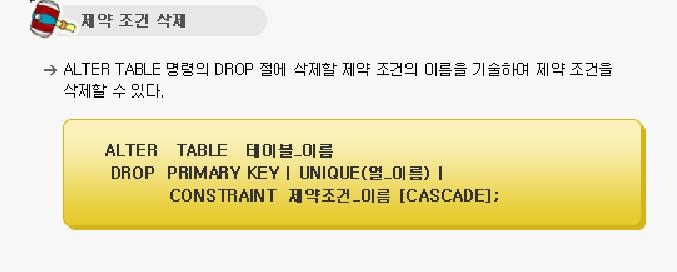 제약 조건 삭제
→ ALTER TABLE 명령의 DROP 절에 삭제할 제약 조건의 이름을 기술하여 제약 조건을
삭제할 수 있다.
ALTER TABLE 테이블_이름
DROP PRIMARY KEY | UNIQUE(열_이름) |
CONSTRAINT 제약조건_이름 [CASCADE];